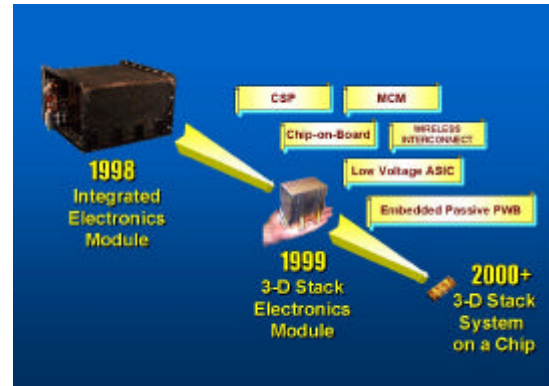 CSP
MCM
Chip-on-Board
WIRELESS
INTERCONNECT
Low Voltage ASIC
Embedded Passive PWB
1998
Integrated
Electronics
Module
1999
3-D Stack
Electronics
Module
2000+
3-D Stack
System
on a Chip